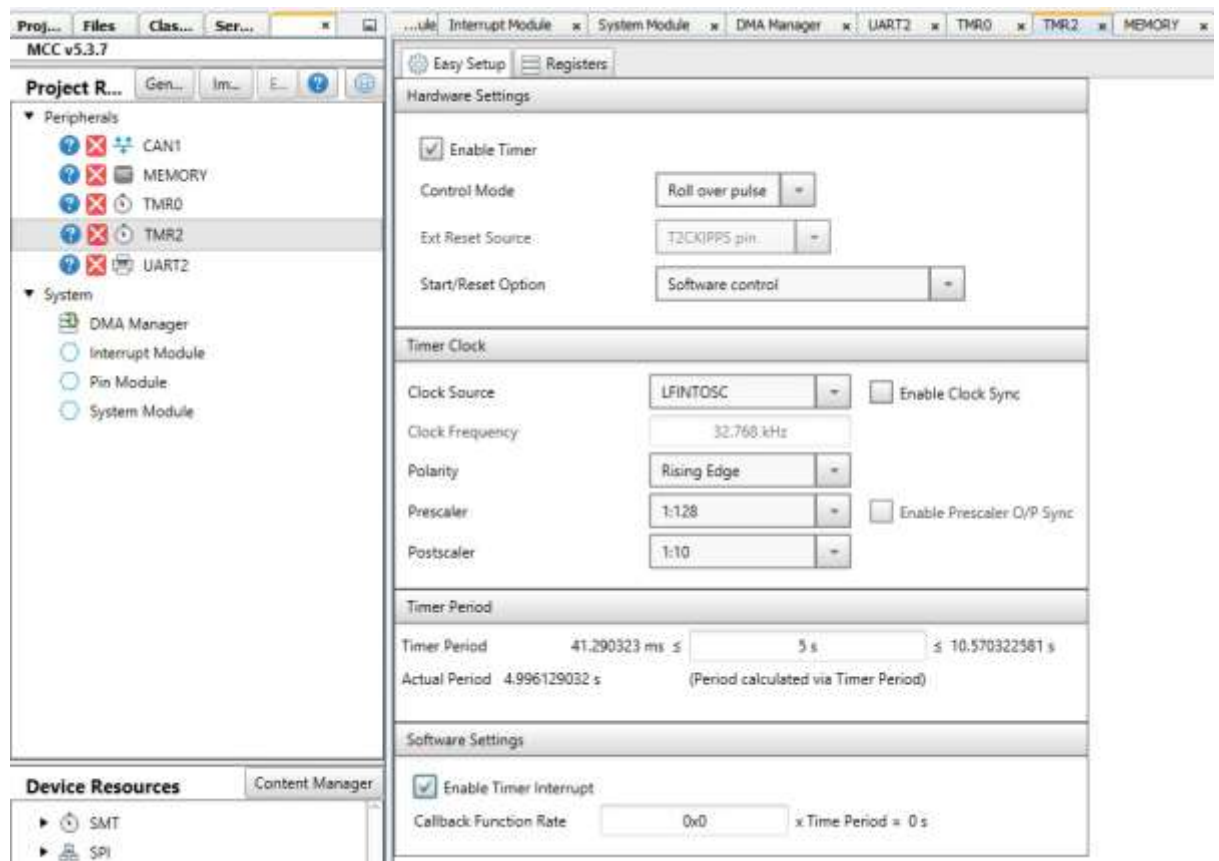 Proj... Files Clas... Ser...
...ule Interrupt Module System Module DMA Manager UART2 TMR0 TMR2 MEMORY
MCC v5.3.7
Project R... Gen... Im... E...
Peripherals
CAN1
MEMORY
TMR0
TMR2
UART2
System
DMA Manager
Interrupt Module
Pin Module
System Module
Device Resources Content Manager
SMT
SPI
Easy Setup Registers
Hardware Settings
Enable Timer
Control Mode Roll over pulse
Ext Reset Source T2CKIPPS pin
Start/Reset Option Software control
Timer Clock
Clock Source LFINTOSC Enable Clock Sync
Clock Frequency 32.768 kHz
Polarity Rising Edge
Prescaler 1:128 Enable Prescaler O/P Sync
Postscaler 1:10
Timer Period
Timer Period 41.290323 ms ≤ 5 s ≤ 10.570322581 s
Actual Period 4.996129032 s (Period calculated via Timer Period)
Software Settings
Enable Timer Interrupt
Callback Function Rate 0x0 x Time Period = 0 s